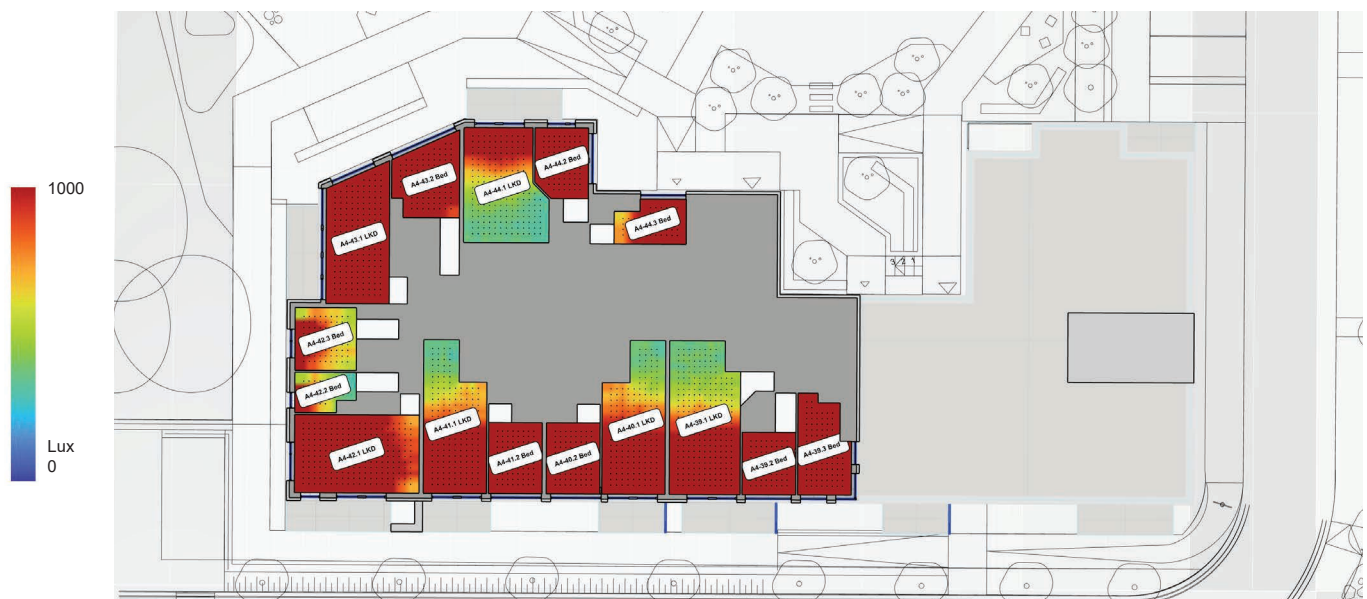 1000
Lux
0
A4-44.2 Bed
A4-43.2 Bed
A4-44.1 LKD
A4-44.3 Bed
A4-43.1 LKD
3 2 1
A4-42.3 Bed
A4-42.2 Bed
A4-41.1 LKD
A4-40.1 LKD
A4-39.1 LKD
A4-42.1 LKD
A4-41.2 Bed
A4-40.2 Bed
A4-39.2 Bed
A4-39.3 Bed